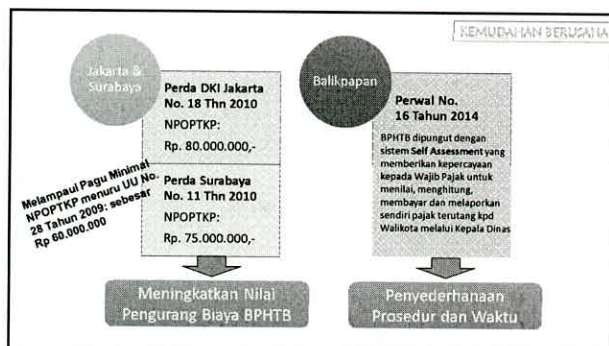 KEMUDAHAN BERUSAHA
Jakarta &
Surabaya
Perda DKI Jakarta
No. 18 Thn 2010
NPOPTKP:
Rp. 80.000.000,-
Perda Surabaya
No. 11 Thn 2010
NPOPTKP:
Rp. 75.000.000,-
Melampaui Pagu Minimal
NPOPTKP menuru UU No.
28 Tahun 2009: sebesar
Rp 60.000.000
Meningkatkan Nilai
Pengurang Biaya BPHTB
Balikpapan
Perwal No.
16 Tahun 2014
BPHTB dipungut dengan
sistem Self Assessment yang
memberikan kepercayaan
kepada Wajib Pajak untuk
menilai, menghitung,
membayar dan melaporkan
sendiri pajak terutang kpd
Walikota melalui Kepala Dinas
Penyederhanaan
Prosedur dan Waktu